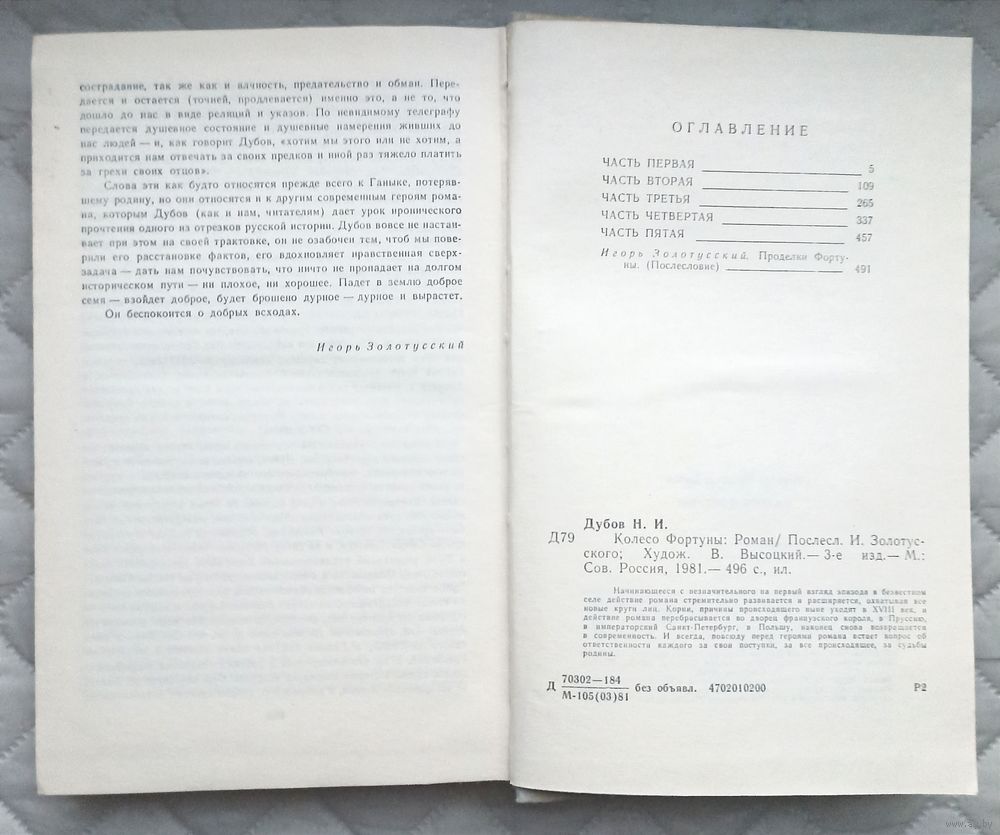 сострадание, так же как и алчность, предательство и обман. Пере-
дается и остается (точней, продлевается) именно это, а не то, что
дошло до нас в виде реляций и указов. По невидимому телеграфу
передается душевное состояние и душевные намерения живших до
нас людей — и, как говорит Дубов, «хотим мы этого или не хотим, а
приходится нам отвечать за своих предков и иной раз тяжело платить
за грехи своих отцов».
Слова эти как будто относятся прежде всего к Ганыке, потеряв-
шему родину, но они относятся и к другим современным героям рома-
на, которым Дубов (как и нам, читателям) дает урок иронического
прочтения одного из отрезков русской истории. Дубов вовсе не настаи-
вает при этом на своей трактовке, он не озабочен тем, чтоб мы пове-
рили его расстановке фактов, его вдохновляет нравственная сверх-
задача — дать нам почувствовать, что ничто не пропадает на долгом
историческом пути — ни плохое, ни хорошее. Падет в землю доброе
семя — взойдет доброе, будет брошено дурное — дурное и вырастет.
Он беспокоится о добрых всходах.
Игорь Золотусский
ОГЛАВЛЕНИЕ
ЧАСТЬ ПЕРВАЯ 5
ЧАСТЬ ВТОРАЯ 109
ЧАСТЬ ТРЕТЬЯ 265
ЧАСТЬ ЧЕТВЕРТАЯ 337
ЧАСТЬ ПЯТАЯ 457
Игорь Золотусский. Проделки Форту-
ны. (Послесловие) 491
Дубов Н. И.
Д79 Колесо Фортуны: Роман/ Послесл. И. Золотус-
ского; Худож. В. Высоцкий.— 3-е изд.— М.:
Сов. Россия, 1981.— 496 с., ил.
Начинающееся с незначительного на первый взгляд эпизода в безвестном
селе действие романа стремительно развивается и расширяется, охватывая все
новые круги лиц. Корни, причины происходящего ныне уходят в XVIII век, и
действие романа перебрасывается во дворец французского короля, в Пруссию,
в императорский Санкт-Петербург, в Польшу, наконец снова возвращается
в современность. И всегда, повсюду перед героями романа встает вопрос об
ответственности каждого за свои поступки, за все происходящее, за судьбы
родины.
Д 70302—184
М-105(03)81 без объявл. 4702010200 Р2
www.ay.by